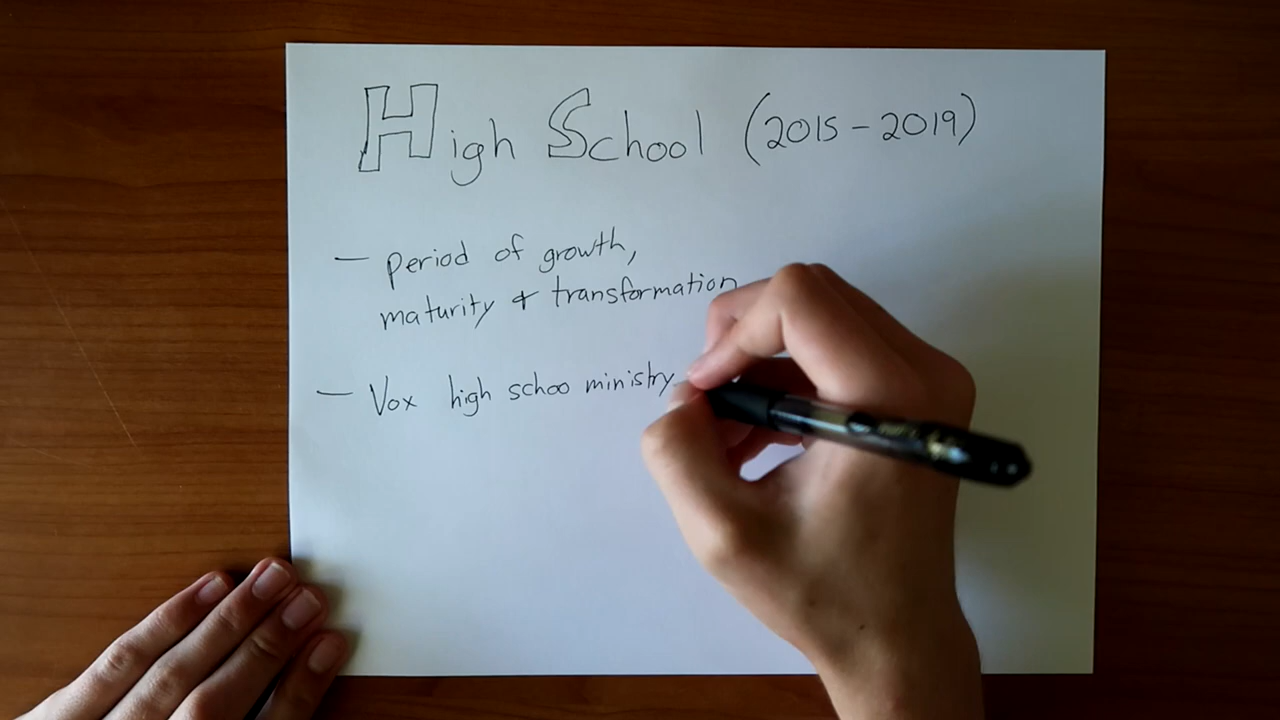 High School (2015-2019)
- period of growth,
maturity & transformation
- Vox high schoo ministry